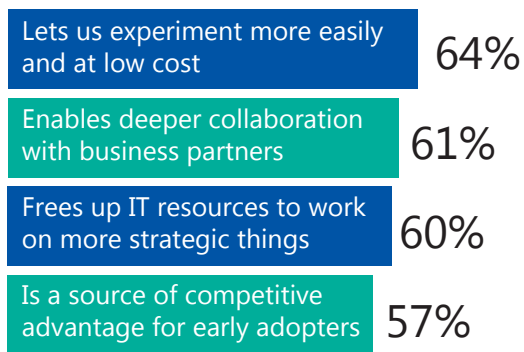 Lets us experiment more easily
and at low cost
64%
Enables deeper collaboration
with business partners
61%
Frees up IT resources to work
on more strategic things
60%
Is a source of competitive
advantage for early adopters
57%